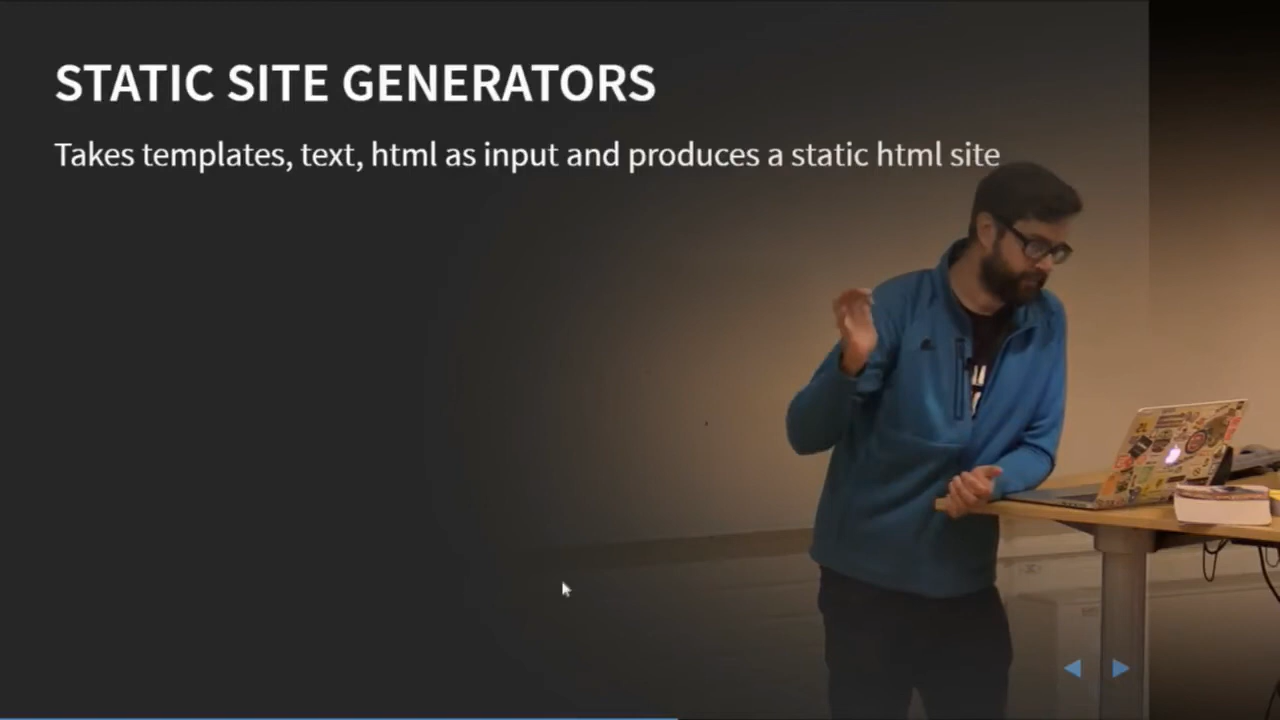 STATIC SITE GENERATORS
Takes templates, text, html as input and produces a static html site